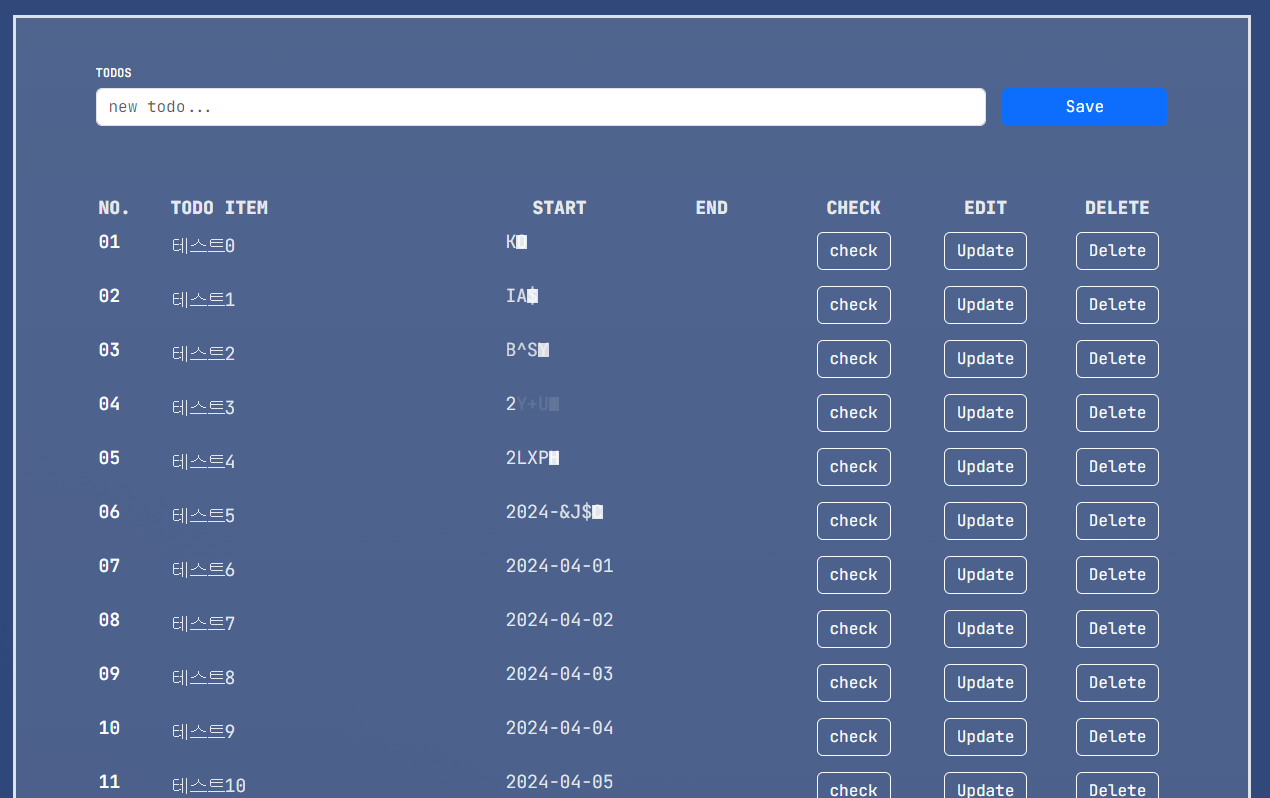 TODOS
new todo...
Save
NO. TODO ITEM START END CHECK EDIT DELETE
01 테스트0 K check Update Delete
02 테스트1 IA check Update Delete
03 테스트2 B^S check Update Delete
04 테스트3 2Y+U check Update Delete
05 테스트4 2LXP check Update Delete
06 테스트5 2024-&J$ check Update Delete
07 테스트6 2024-04-01 check Update Delete
08 테스트7 2024-04-02 check Update Delete
09 테스트8 2024-04-03 check Update Delete
10 테스트9 2024-04-04 check Update Delete
11 테스트10 2024-04-05 check Update Delete